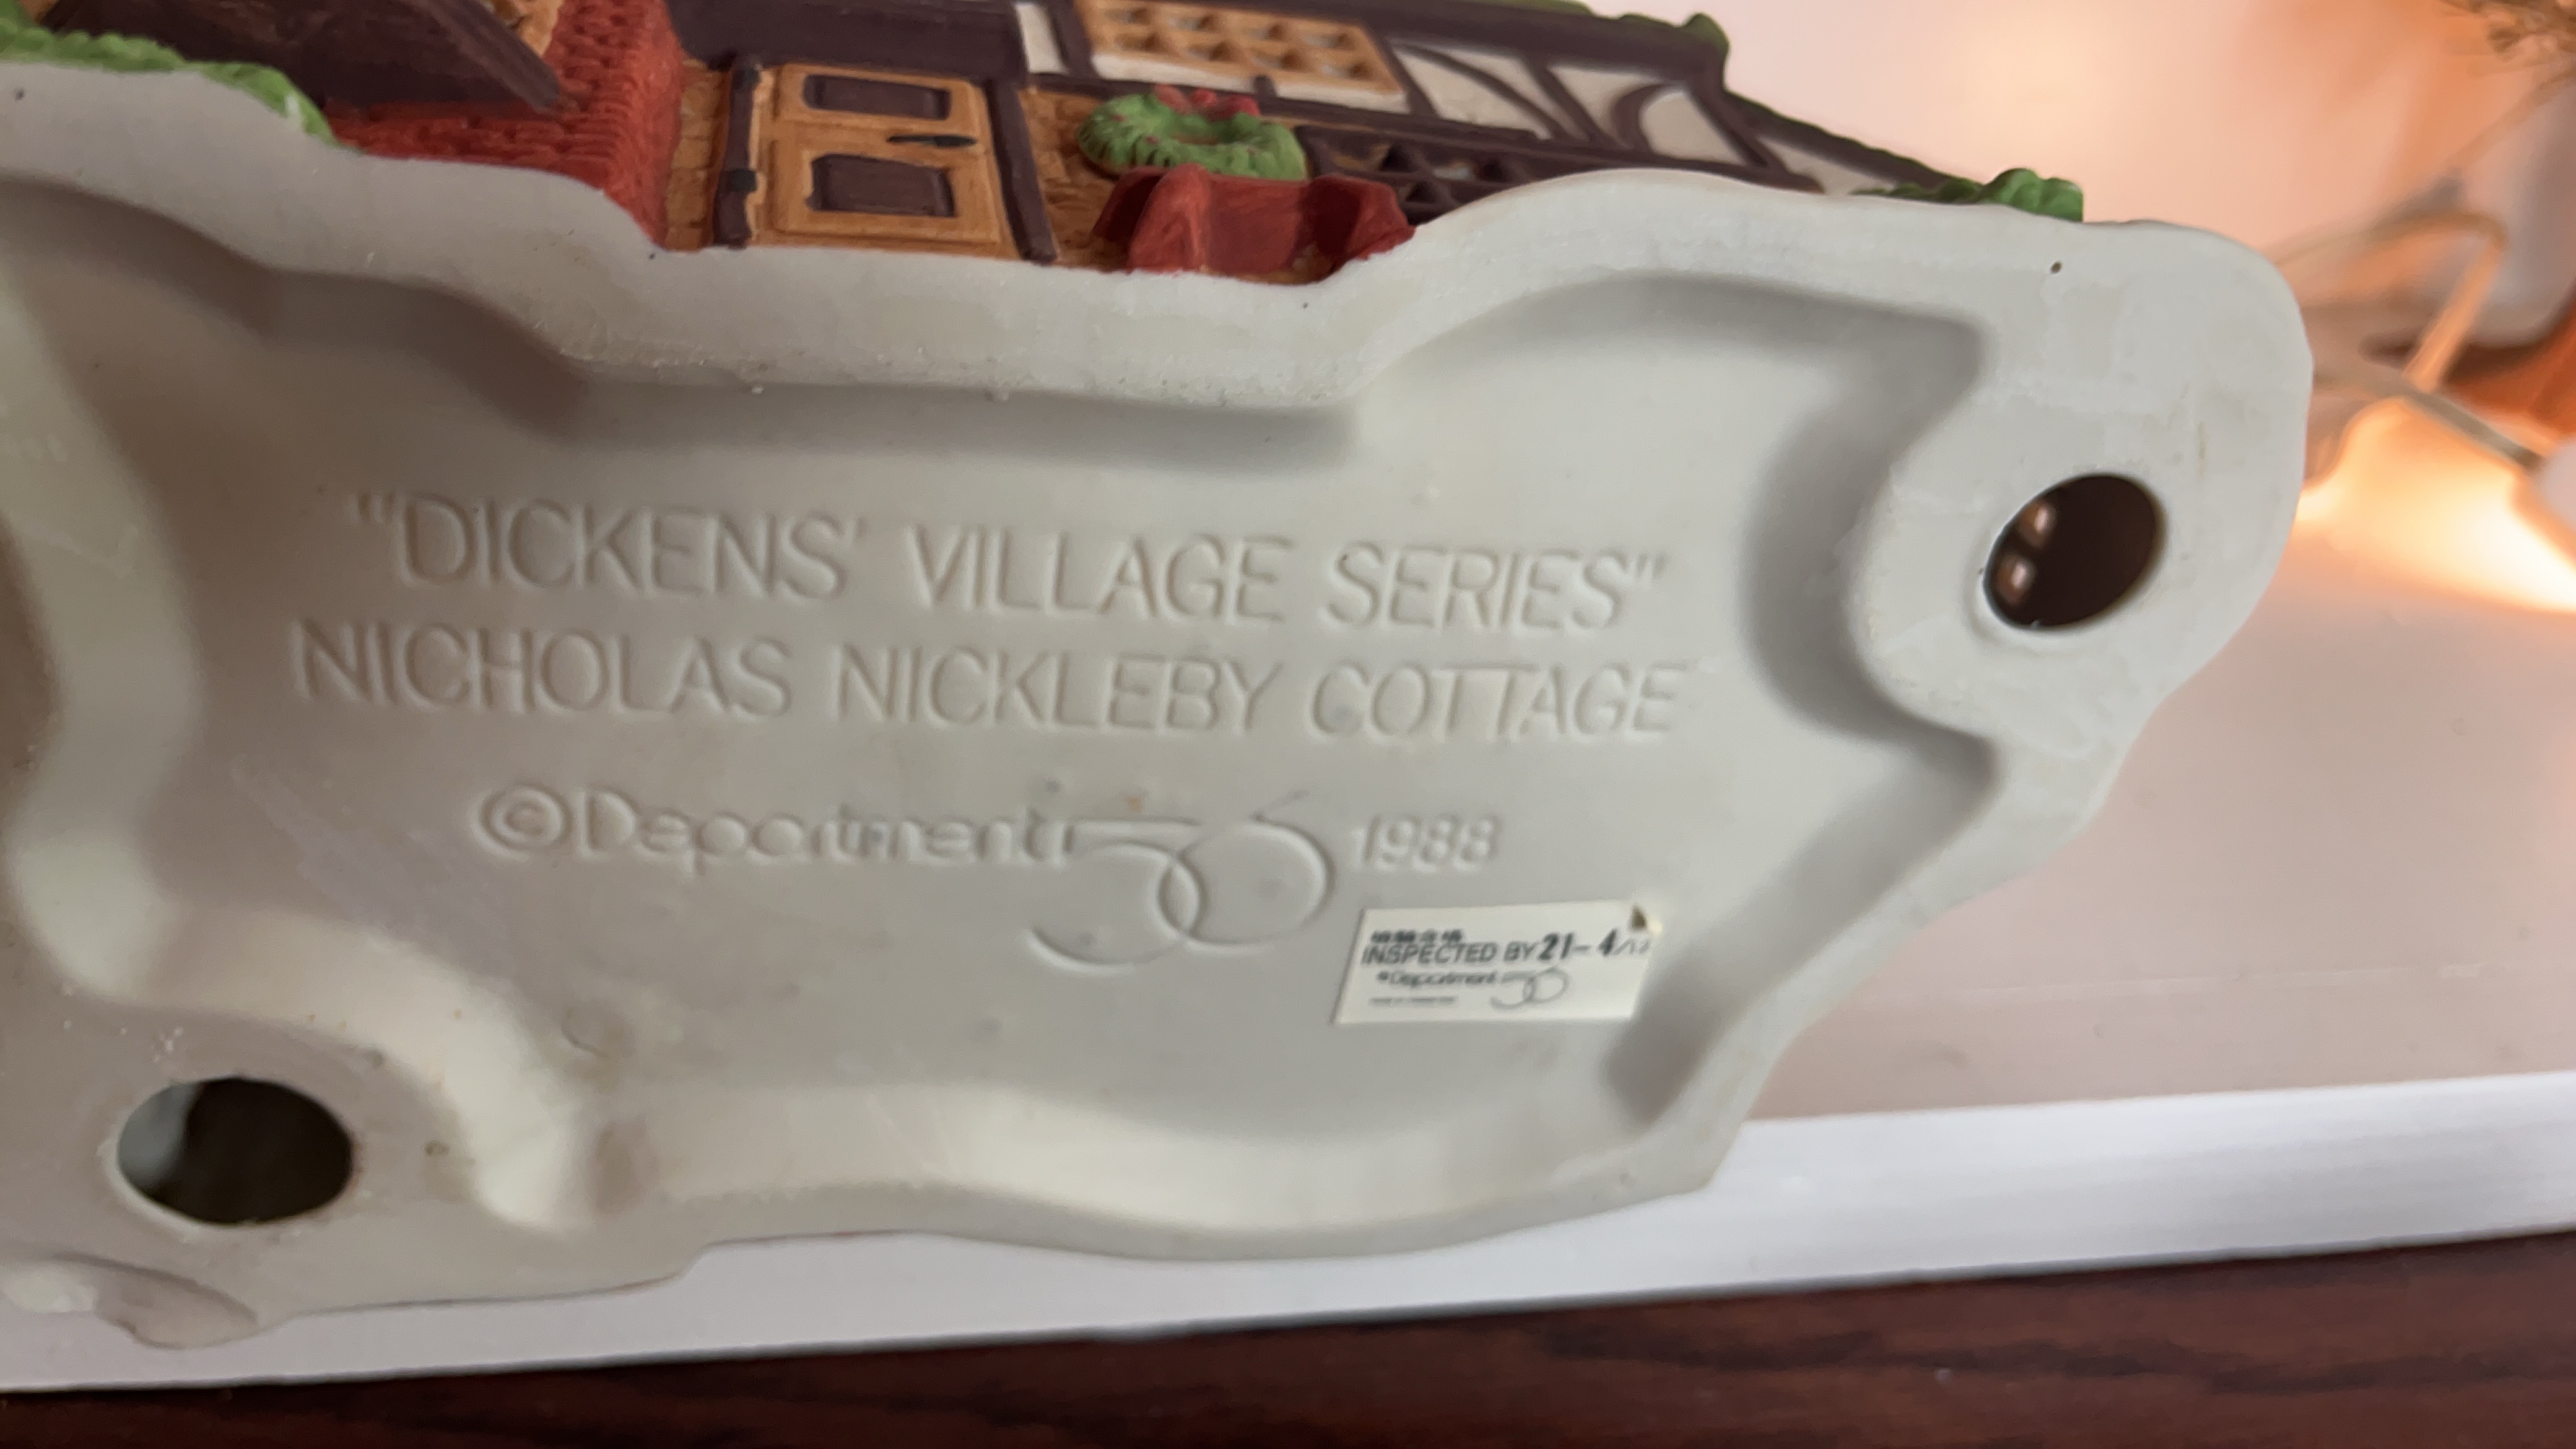 "DICKENS' VILLAGE SERIES"
NICHOLAS NICKLEBY COTTAGE
©Department 56 1988
INSPECTED BY 21-4
©Department 56